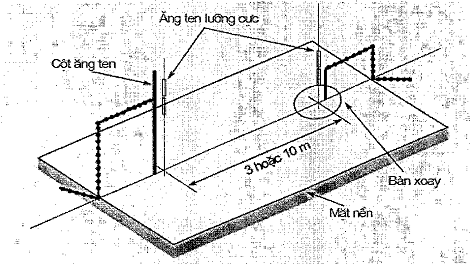 Ăng ten lưỡng cực
Cột ăng ten
3 hoặc 10 m
Bàn xoay
Mặt nền